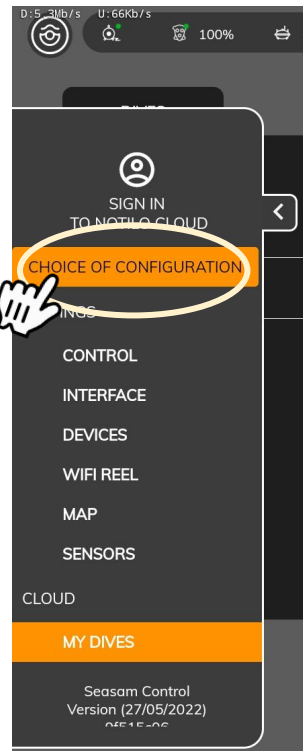 D:5.3Mb/s U:66Kb/s
100%
DIVES
SIGN IN
TO NOTILO CLOUD
CHOICE OF CONFIGURATION
CONTROL
INTERFACE
DEVICES
WIFI REEL
MAP
SENSORS
CLOUD
MY DIVES
Seasam Control
Version (27/05/2022)